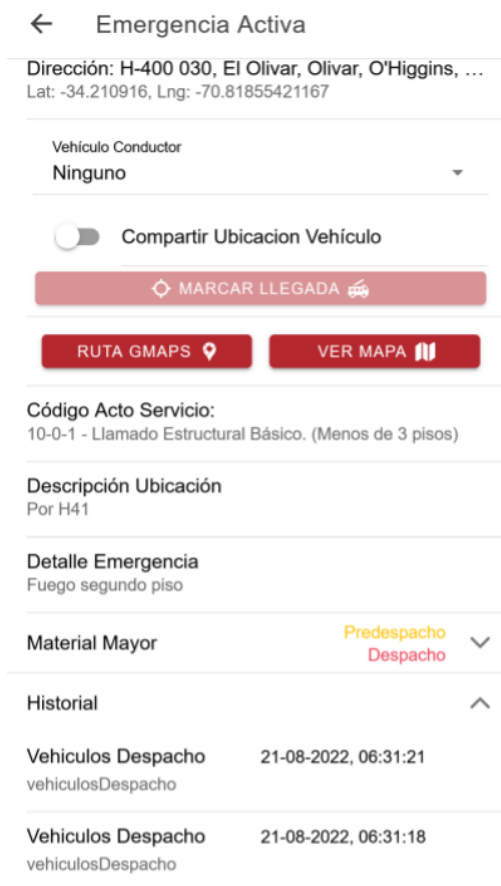 Emergencia Activa
Dirección: H-400 030, El Olivar, Olivar, O'Higgins, ...
Lat: -34.210916, Lng: -70.81855421167
Vehículo Conductor
Ninguno
Compartir Ubicacion Vehículo
MARCAR LLEGADA
RUTA GMAPS
VER MAPA
Código Acto Servicio:
10-0-1 - Llamado Estructural Básico. (Menos de 3 pisos)
Descripción Ubicación
Por H41
Detalle Emergencia
Fuego segundo piso
Material Mayor
Predespacho
Despacho
Historial
Vehiculos Despacho 21-08-2022, 06:31:21
vehiculosDespacho
Vehiculos Despacho 21-08-2022, 06:31:18
vehiculosDespacho